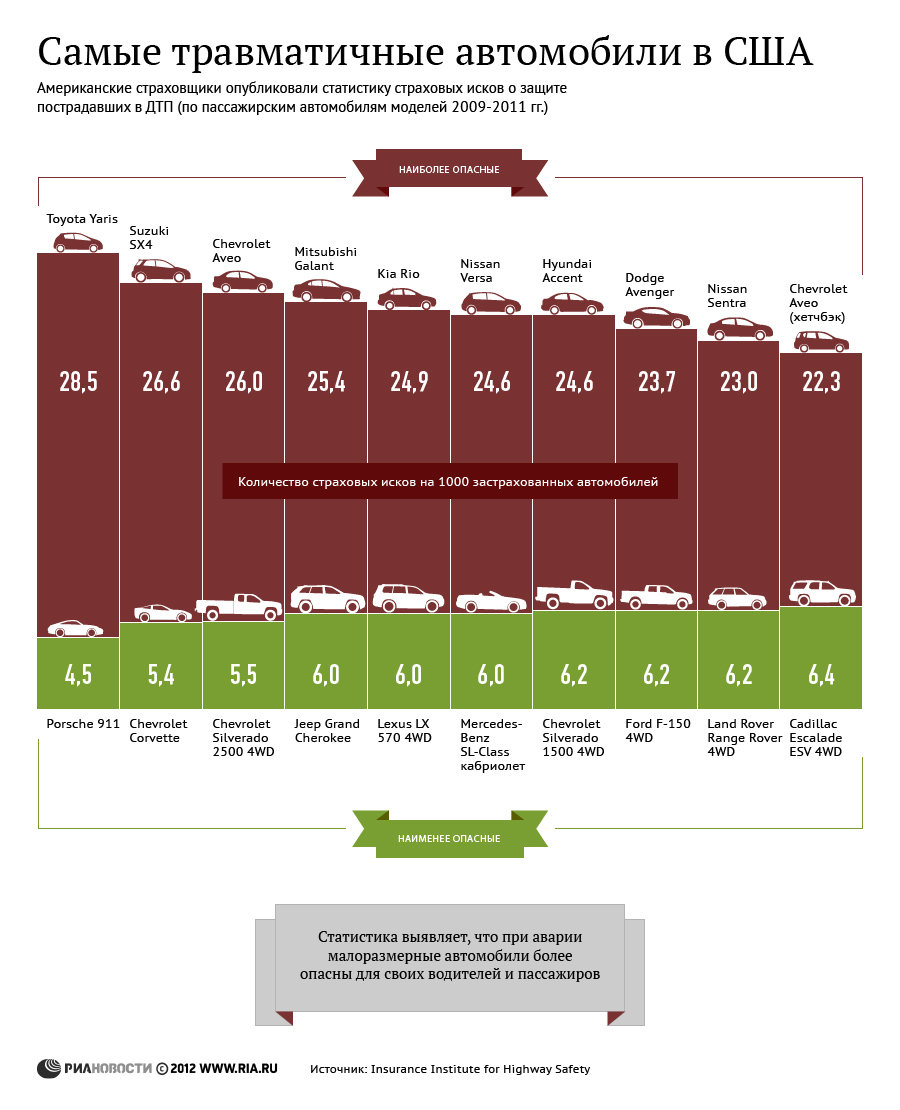 Самые травматичные автомобили в США
Американские страховщики опубликовали статистику страховых исков о защите
пострадавших в ДТП (по пассажирским автомобилям моделей 2009-2011 гг.)
НАИБОЛЕЕ ОПАСНЫЕ
Toyota Yaris
Suzuki
SX4
Chevrolet
Aveo
Mitsubishi
Galant
Kia Rio
Nissan
Versa
Hyundai
Accent
Dodge
Avenger
Nissan
Sentra
Chevrolet
Aveo
(хетчбэк)
28,5
26,6
26,0
25,4
24,9
24,6
24,6
23,7
23,0
22,3
Количество страховых исков на 1000 застрахованных автомобилей
4,5
5,4
5,5
6,0
6,0
6,0
6,2
6,2
6,2
6,4
Porsche 911
Chevrolet
Corvette
Chevrolet
Silverado
2500 4WD
Jeep Grand
Cherokee
Lexus LX
570 4WD
Mercedes-
Benz
SL-Class
кабриолет
Chevrolet
Silverado
1500 4WD
Ford F-150
4WD
Land Rover
Range Rover
4WD
Cadillac
Escalade
ESV 4WD
НАИМЕНЕЕ ОПАСНЫЕ
Статистика выявляет, что при аварии
малоразмерные автомобили более
опасны для своих водителей и пассажиров
РИАНОВОСТИ © 2012 WWW.RIA.RU
Источник: Insurance Institute for Highway Safety